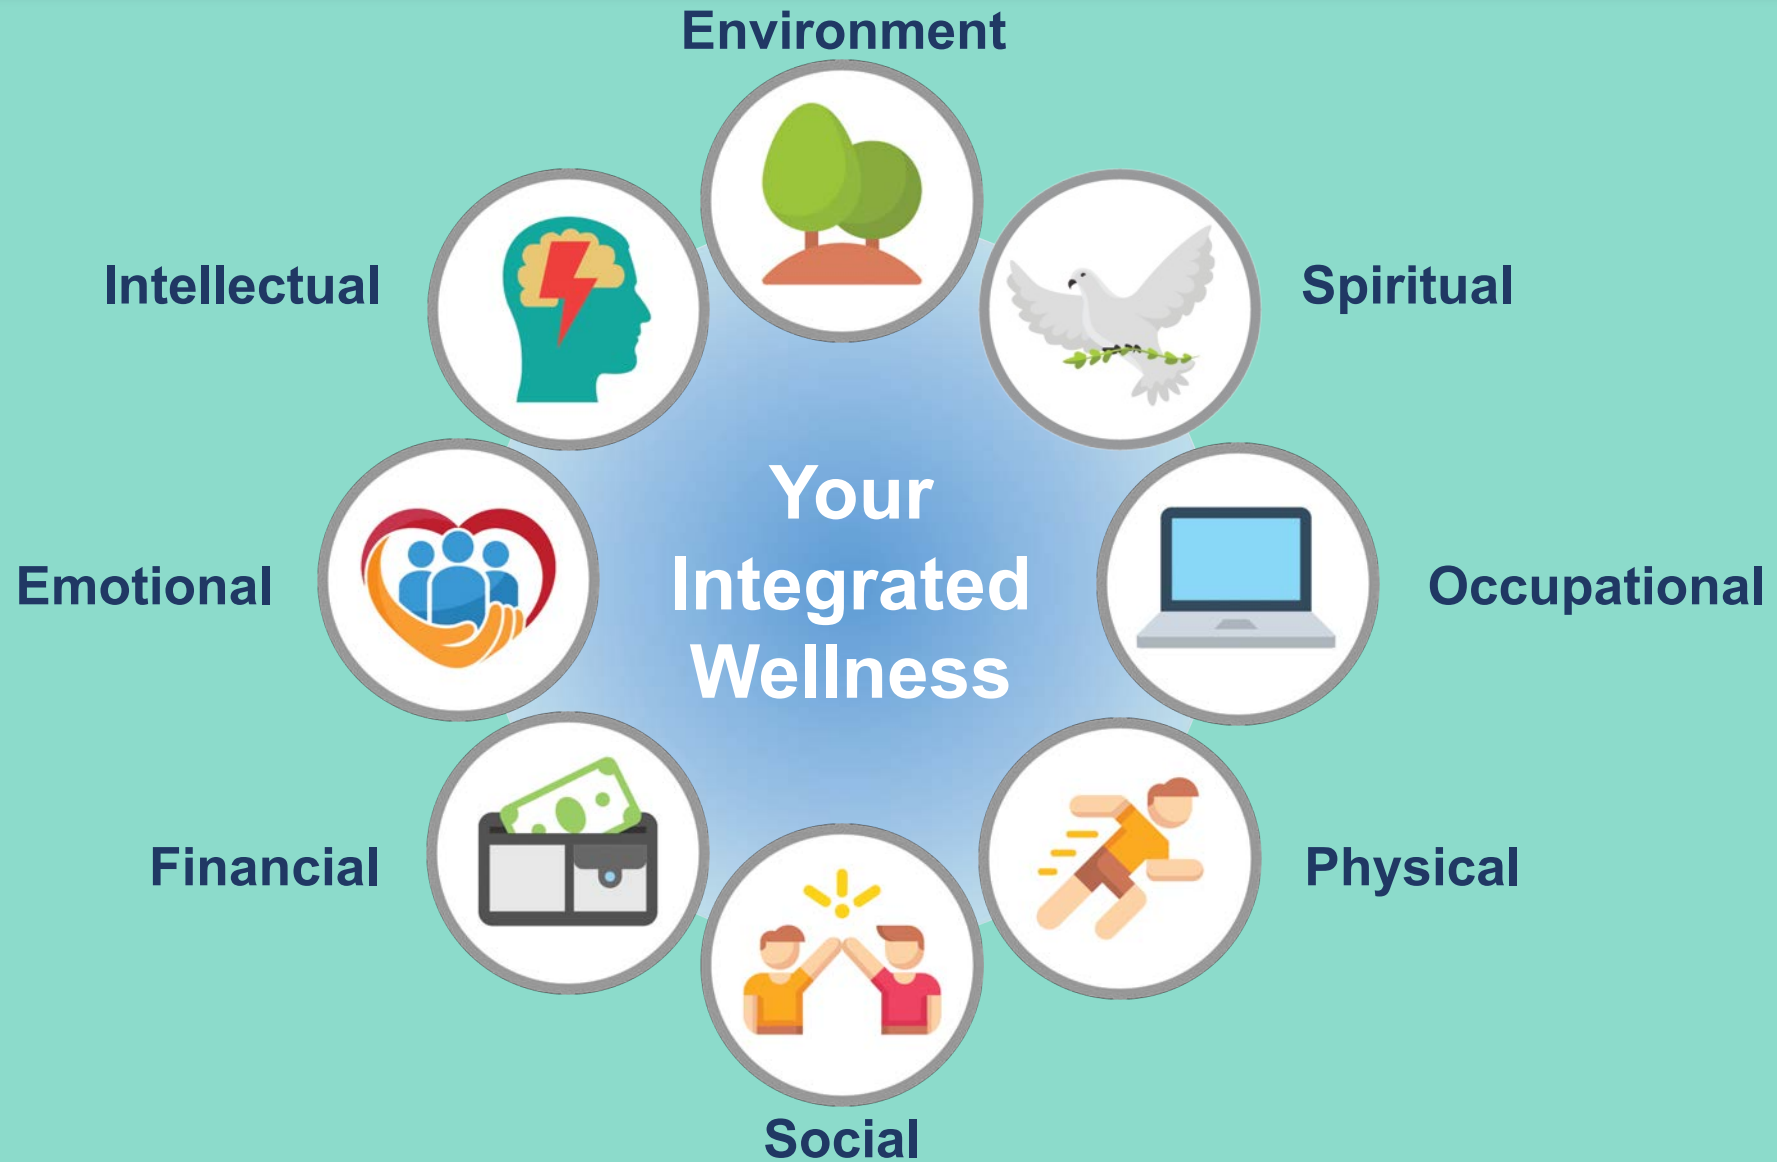 Environment
Intellectual
Spiritual
Your
Integrated
Wellness
Emotional
Occupational
Financial
Physical
Social